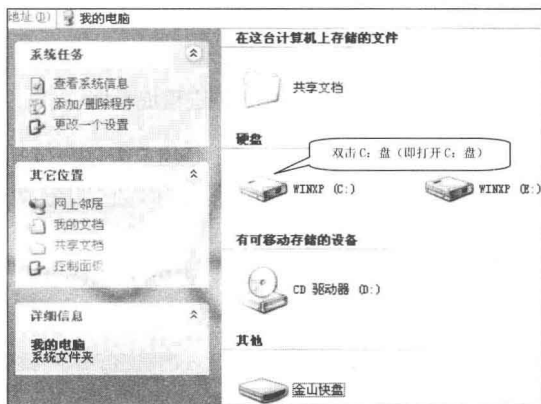 地址(D) 我的电脑
系统任务
查看系统信息
添加/删除程序
更改一个设置
其它位置
网上邻居
我的文档
共享文档
控制面板
详细信息
我的电脑
系统文件夹
在这台计算机上存储的文件
共享文档
硬盘
双击C:盘(即打开C:盘)
WINXP (C:)
WINXP (E:)
有可移动存储的设备
CD 驱动器 (D:)
其他
金山快盘